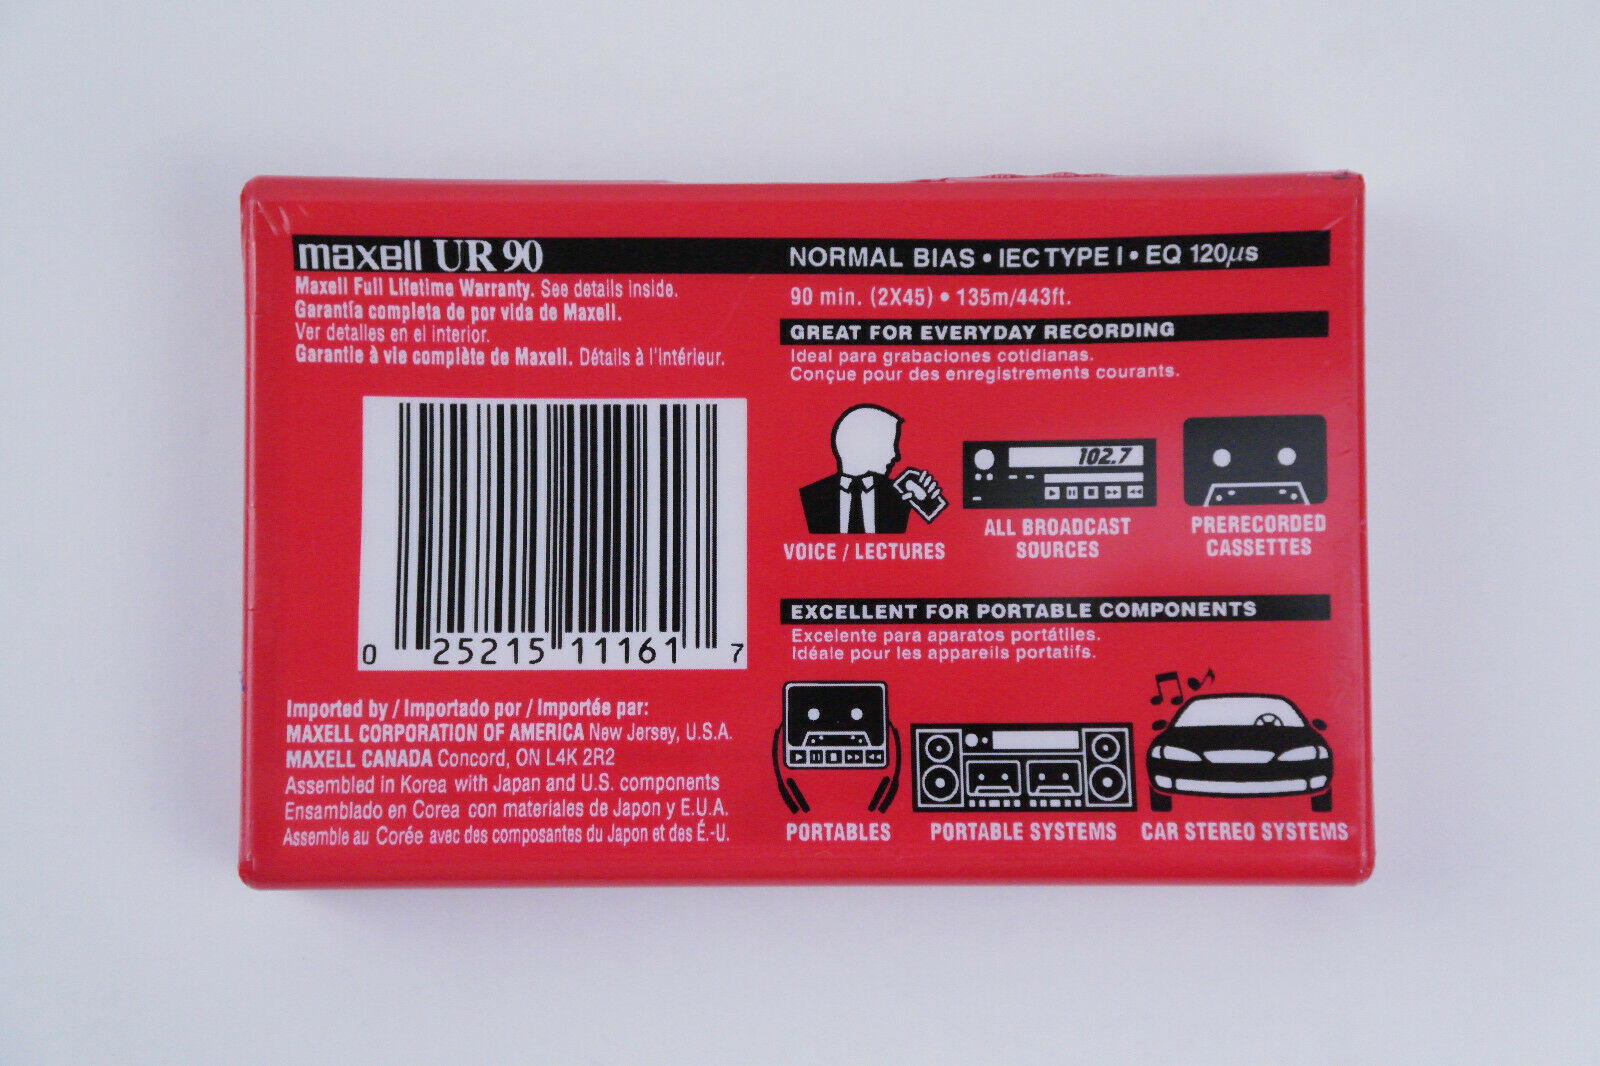 maxell UR 90
Maxell Full Lifetime Warranty. See details inside.
Garantía completa de por vida de Maxell.
Ver detalles en el interior.
Garantie à vie complète de Maxell. Détails à l'intérieur.
0 25215 11161 7
Imported by / Importado por / Importée par:
MAXELL CORPORATION OF AMERICA New Jersey, U.S.A.
MAXELL CANADA Concord, ON L4K 2R2
Assembled in Korea with Japan and U.S. components
Ensamblado en Corea con materiales de Japon y E.U.A.
Assemble au Corée avec des composantes du Japon et des É.-U.
NORMAL BIAS • IEC TYPE I • EQ 120µs
90 min. (2X45) • 135m/443ft.
GREAT FOR EVERYDAY RECORDING
Ideal para grabaciones cotidianas.
Conçue pour des enregistrements courants.
102.7
VOICE / LECTURES
ALL BROADCAST
SOURCES
PRERECORDED
CASSETTES
EXCELLENT FOR PORTABLE COMPONENTS
Excelente para aparatos portátiles.
Idéale pour les appareils portatifs.
PORTABLES
PORTABLE SYSTEMS
CAR STEREO SYSTEMS